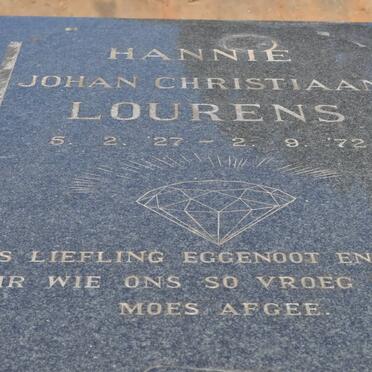 HANNIE
JOHAN CHRISTIAAN
LOURENS
5. 2. '27 – 2. 9. '72
LIEFLING EGGENOOT EN
WIE ONS SO VROEG
MOES AFGEE.